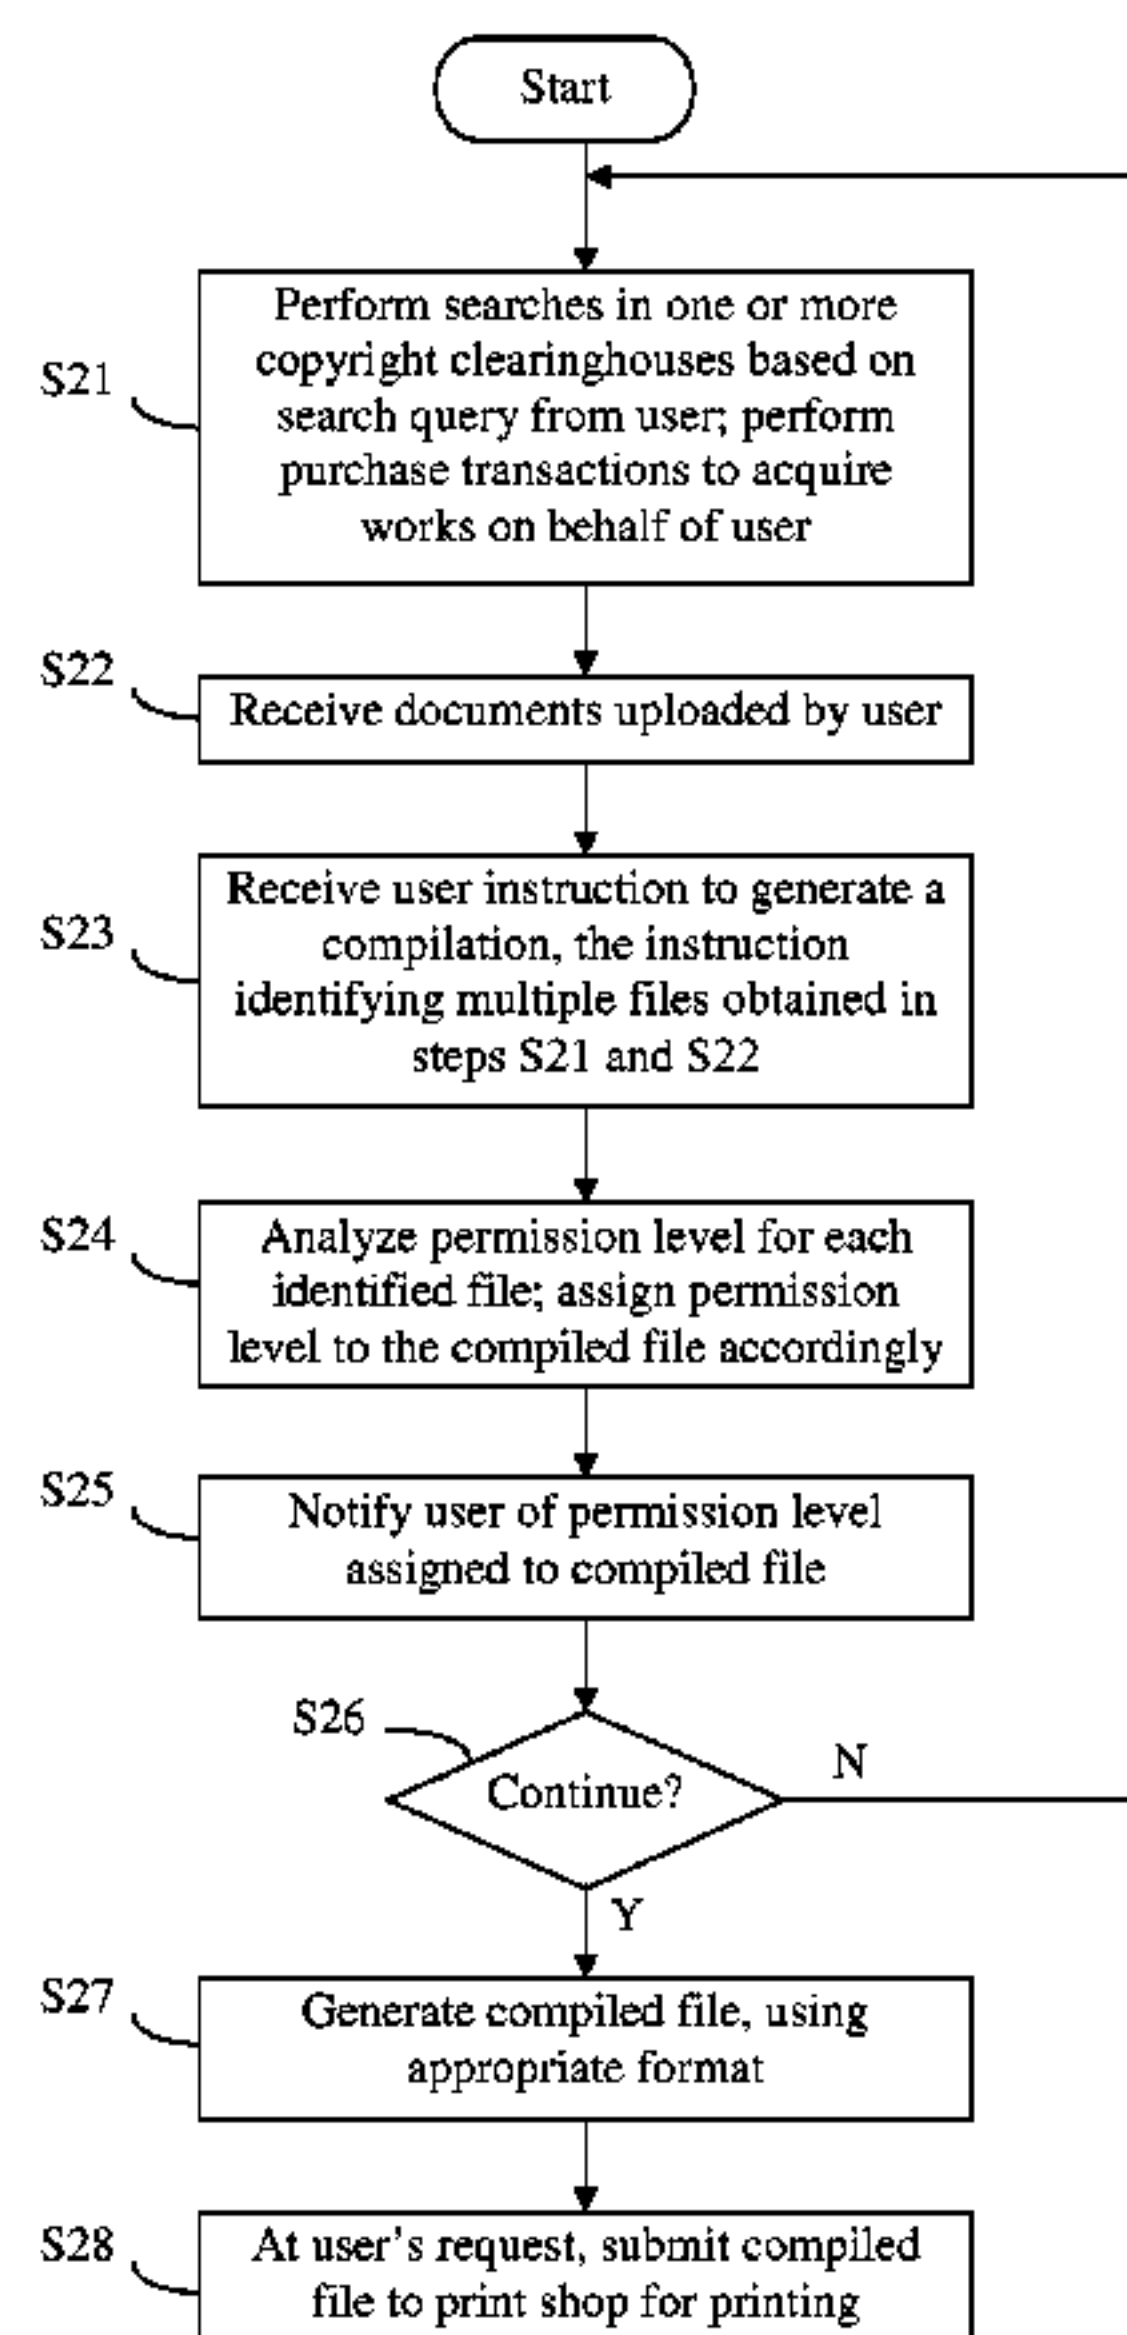 Start
Perform searches in one or more
copyright clearinghouses based on
search query from user; perform
purchase transactions to acquire
works on behalf of user
S21
S22
Receive documents uploaded by user
Receive user instruction to generate a
compilation, the instruction
identifying multiple files obtained in
steps S21 and S22
S23
S24
Analyze permission level for each
identified file; assign permission
level to the compiled file accordingly
S25
Notify user of permission level
assigned to compiled file
S26
Continue?
N
Y
S27
Generate compiled file, using
appropriate format
S28
At user's request, submit compiled
file to print shop for printing